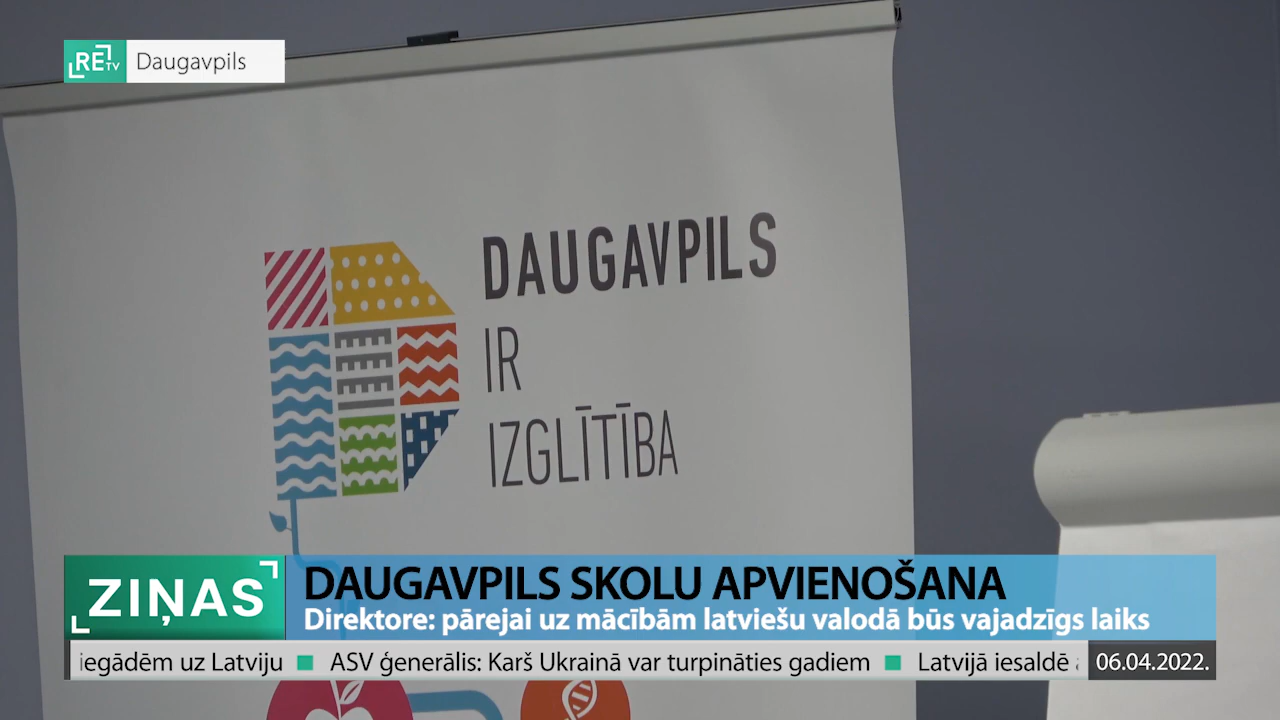 RE TV Daugavpils
DAUGAVPILS
IR
IZGLĪTĪBA
ZIŅAS
DAUGAVPILS SKOLU APVIENOŠANA
Direktore: pārejai uz mācībām latviešu valodā būs vajadzīgs laiks
uz Latviju ASV ģenerālis: Karš Ukrainā var turpināties gadiem Latvijā iesaldē 06.04.2022.